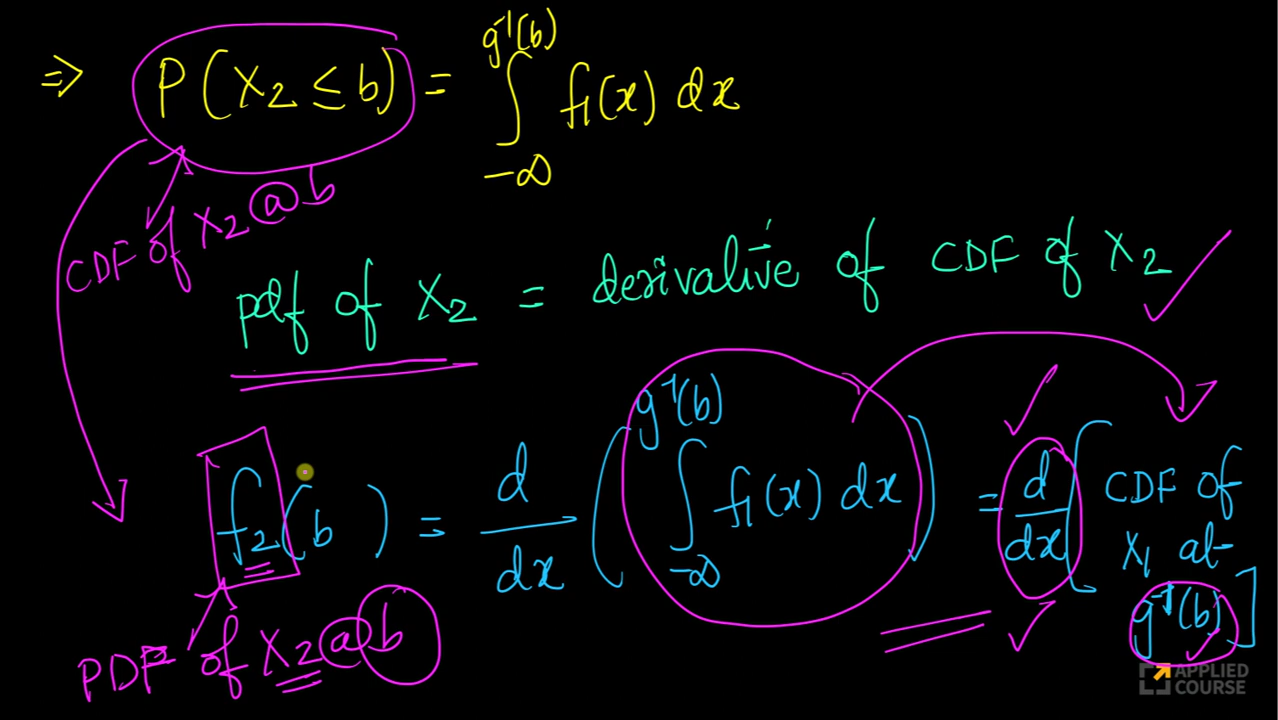 ⇒ P(X₂ ≤ b) = ∫_{-∞}^{g⁻¹(b)} f₁(x) dx
CDF of X₂ @ b
pdf of X₂ = derivative of CDF of X₂ ✓
f₂(b) = d/dx ( ∫_{-∞}^{g⁻¹(b)} f₁(x) dx ) = d/dx [ CDF of
X₁ at
g⁻¹(b) ]
PDF of X₂ @ b
APPLIED
COURSE